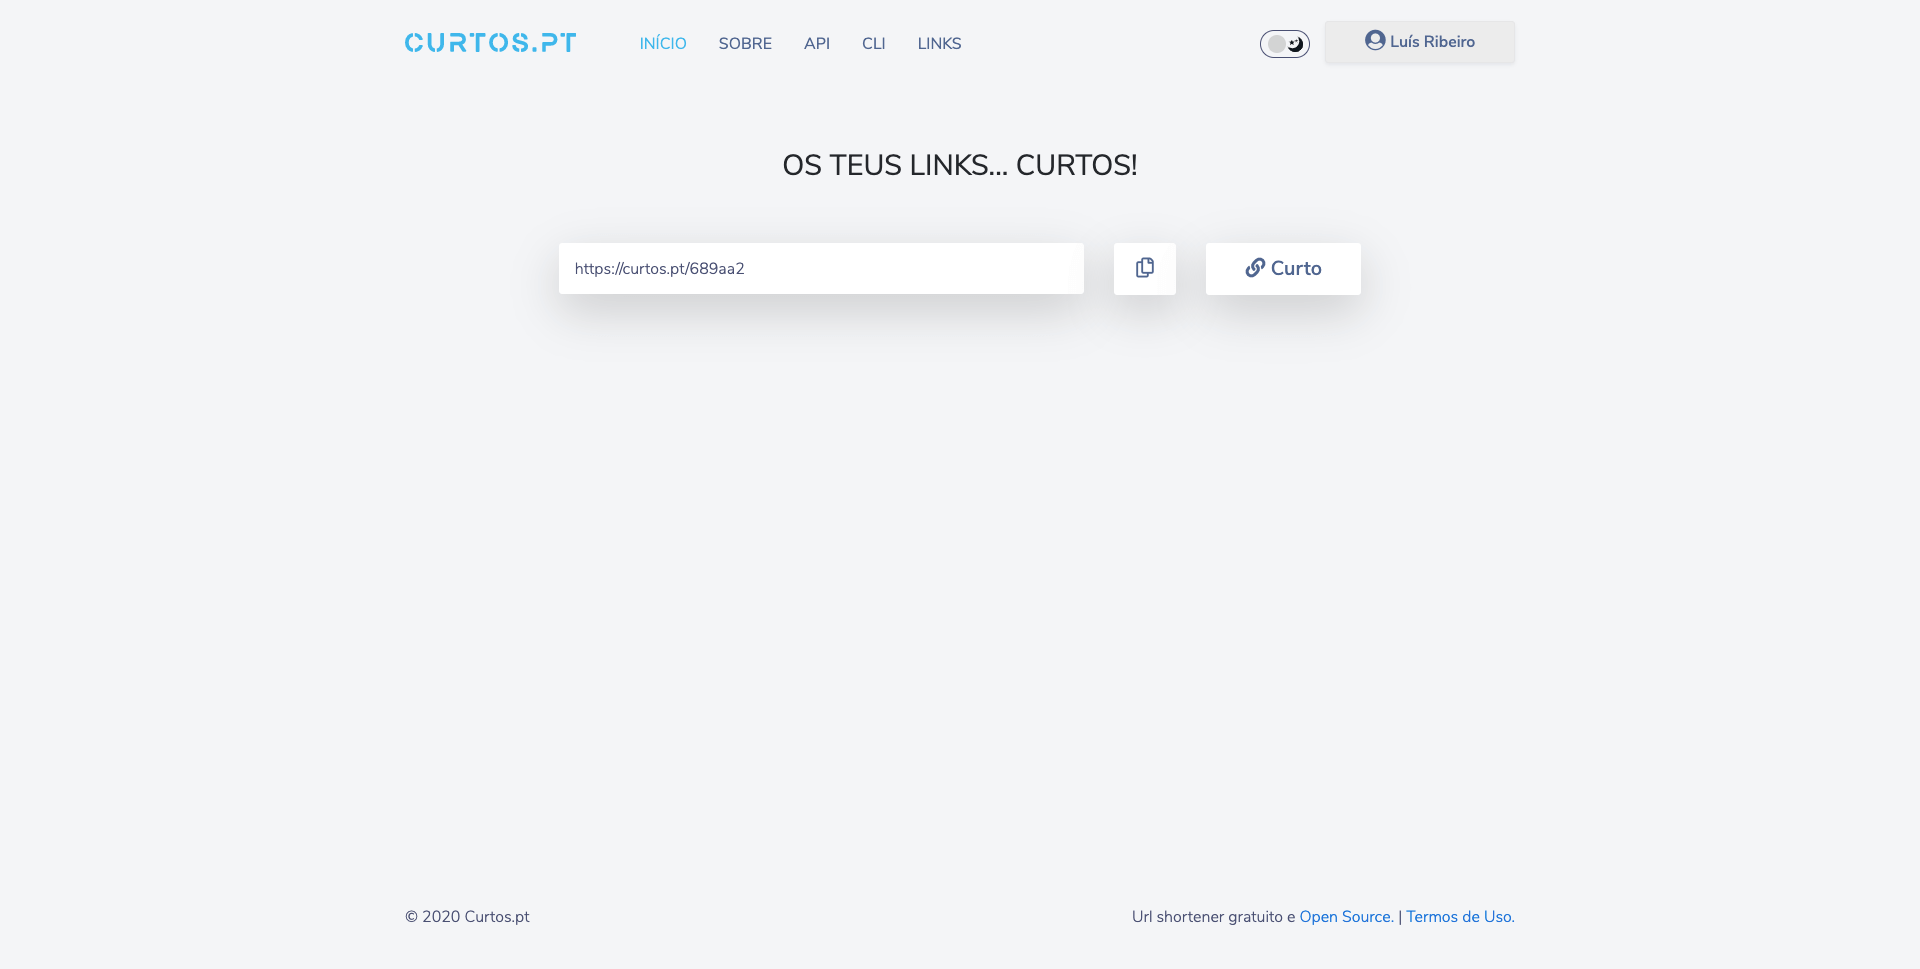 CURTOS.PT
INÍCIO SOBRE API CLI LINKS
Luís Ribeiro
OS TEUS LINKS... CURTOS!
https://curtos.pt/689aa2
Curto
© 2020 Curtos.pt
Url shortener gratuito e Open Source. | Termos de Uso.